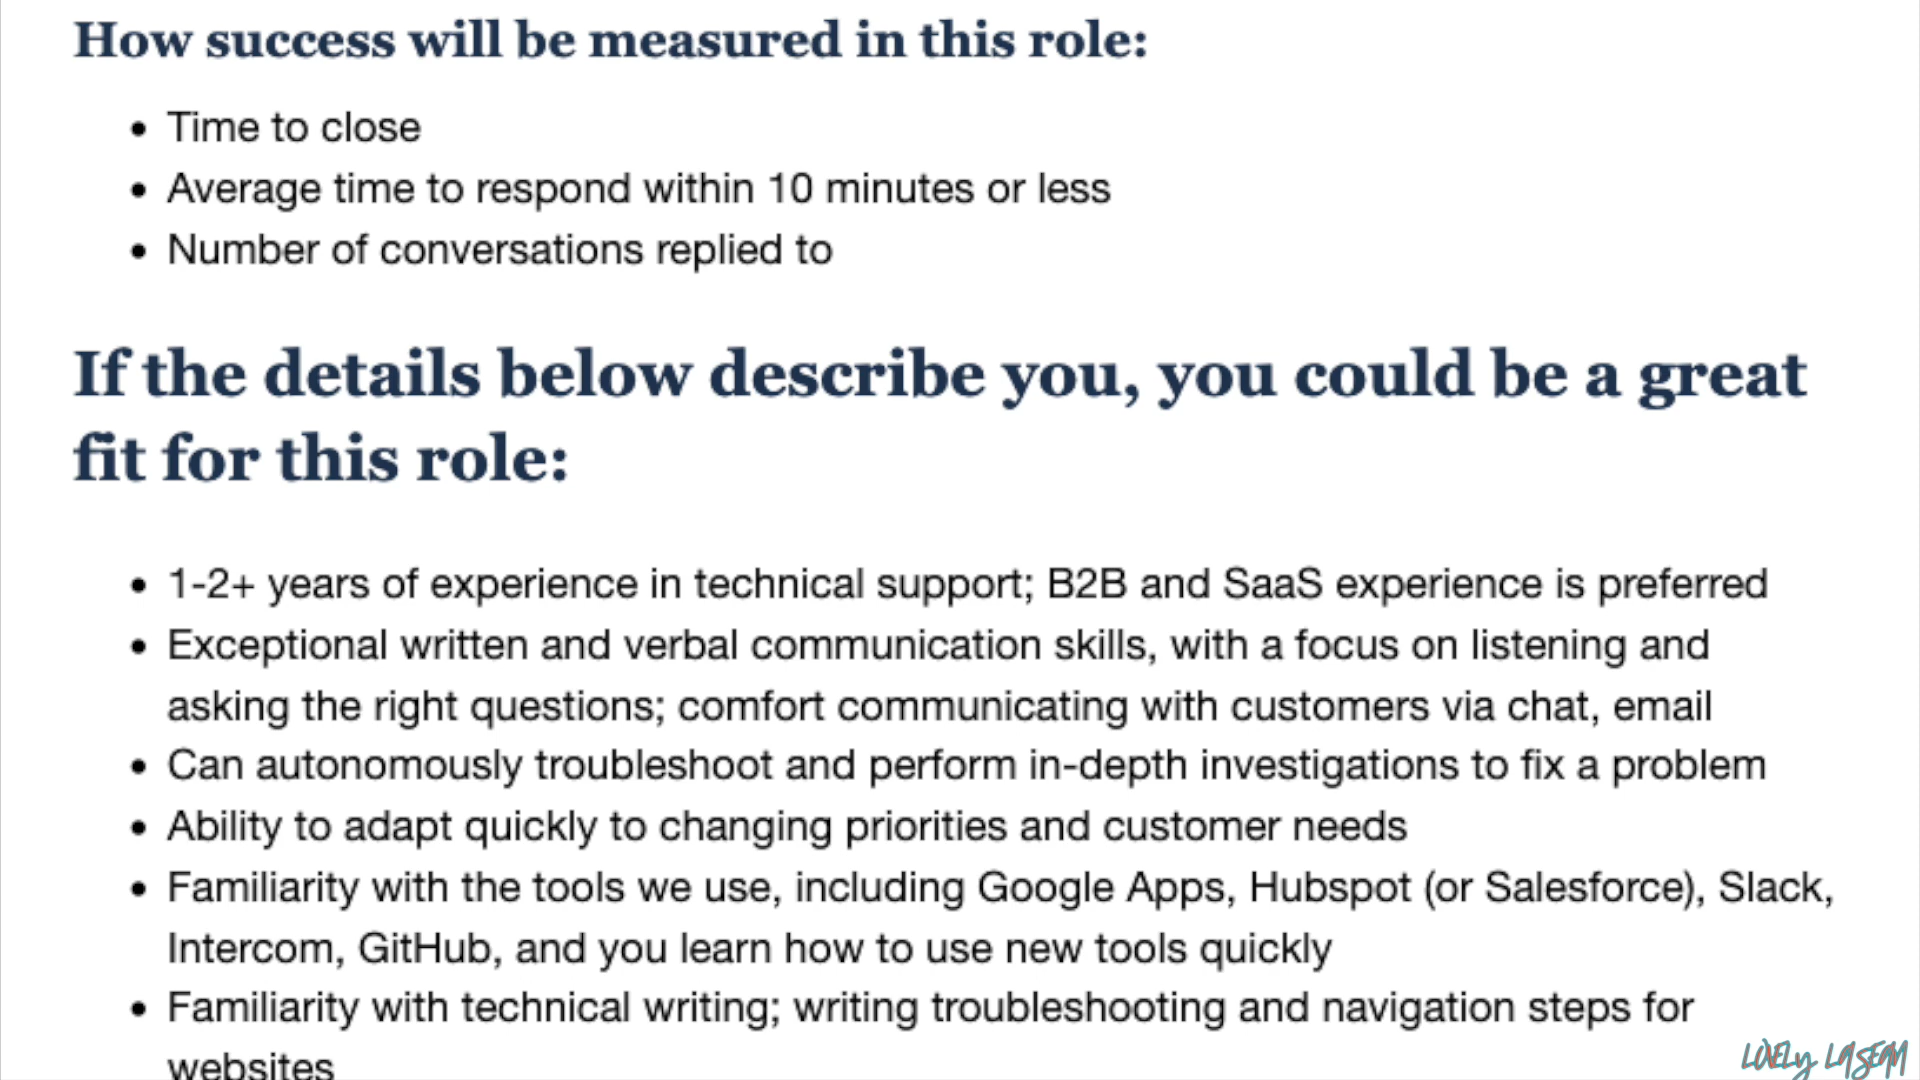 How success will be measured in this role:
• Time to close
• Average time to respond within 10 minutes or less
• Number of conversations replied to
If the details below describe you, you could be a great
fit for this role:
• 1-2+ years of experience in technical support; B2B and SaaS experience is preferred
• Exceptional written and verbal communication skills, with a focus on listening and
asking the right questions; comfort communicating with customers via chat, email
• Can autonomously troubleshoot and perform in-depth investigations to fix a problem
• Ability to adapt quickly to changing priorities and customer needs
• Familiarity with the tools we use, including Google Apps, Hubspot (or Salesforce), Slack,
Intercom, GitHub, and you learn how to use new tools quickly
• Familiarity with technical writing; writing troubleshooting and navigation steps for
websites